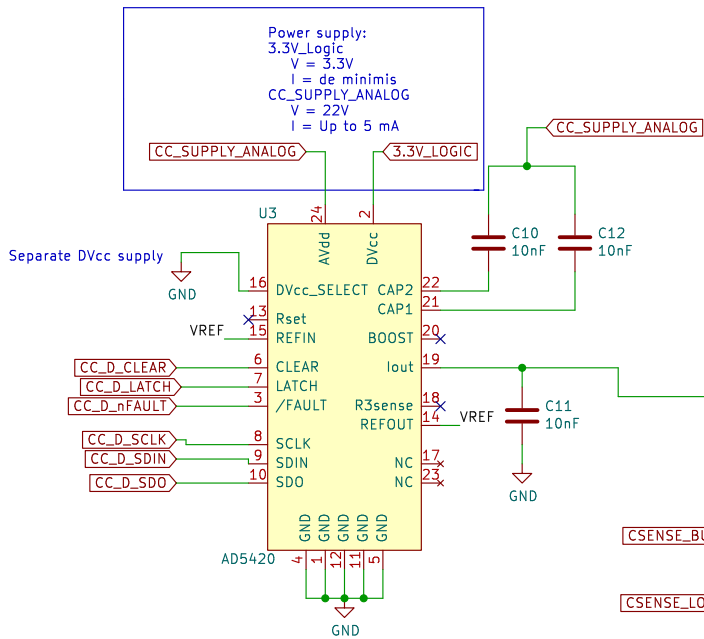 Power supply:
3.3V_Logic
V = 3.3V
I = de minimis
CC_SUPPLY_ANALOG
V = 22V
I = Up to 5 mA
CC_SUPPLY_ANALOG
CC_SUPPLY_ANALOG
3.3V_LOGIC
U3
24
2
AVdd
DVcc
C10
10nF
C12
10nF
Separate DVcc supply
GND
16
DVcc_SELECT
CAP2
22
CAP1
21
13
Rset
VREF
15
REFIN
BOOST
20
CC_D_CLEAR
6
CLEAR
Iout
19
CC_D_LATCH
7
LATCH
CC_D_nFAULT
3
/FAULT
R3sense
18
REFOUT
14
VREF
C11
10nF
CC_D_SCLK
8
SCLK
CC_D_SDIN
9
SDIN
NC
17
CC_D_SDO
10
SDO
NC
23
GND
GND
GND
GND
GND
GND
AD5420
4
1
12
11
5
GND
CSENSE_BU
CSENSE_LO